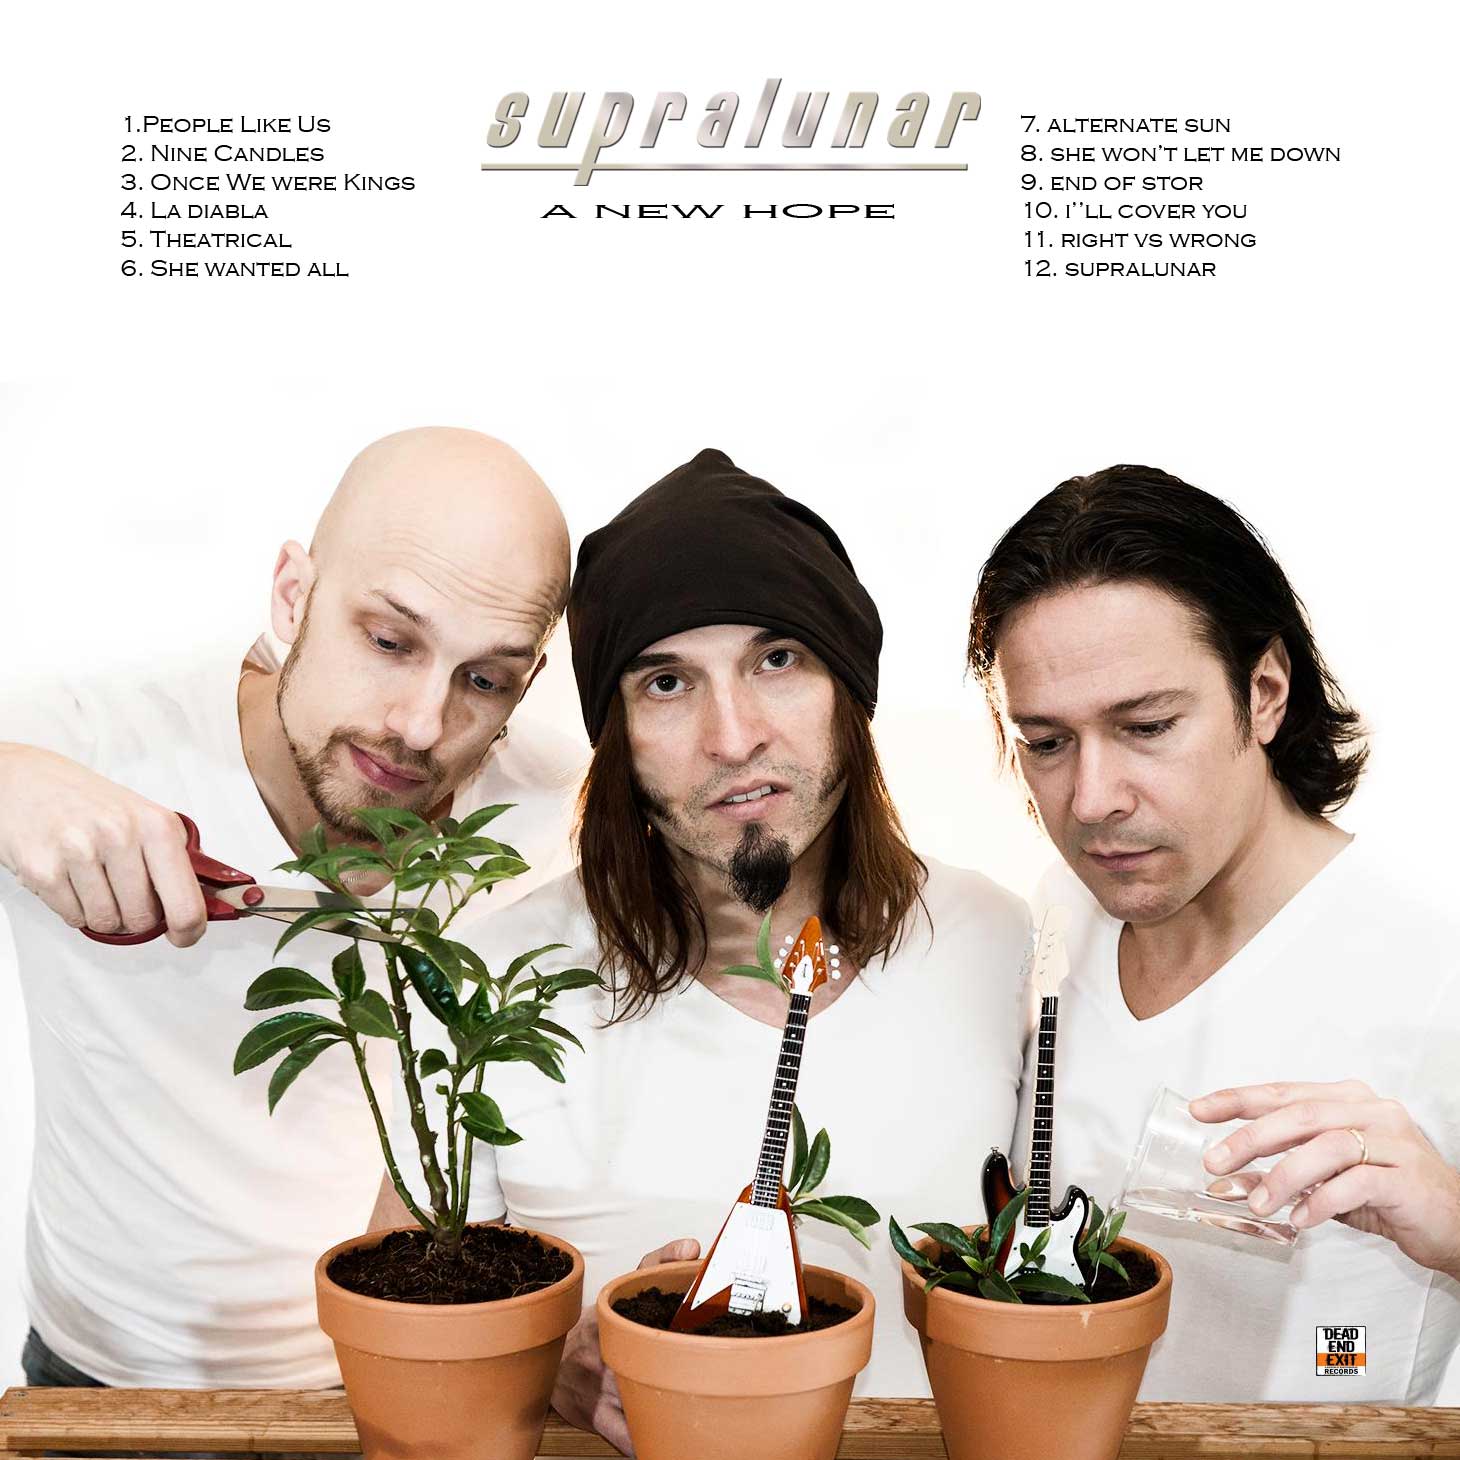 supralunar
A NEW HOPE
1.People Like Us
2. Nine Candles
3. Once We were Kings
4. La diabla
5. Theatrical
6. She wanted all
7. alternate sun
8. she won't let me down
9. end of stor
10. i''ll cover you
11. right vs wrong
12. supralunar
DEAD
END
EXIT
RECORDS